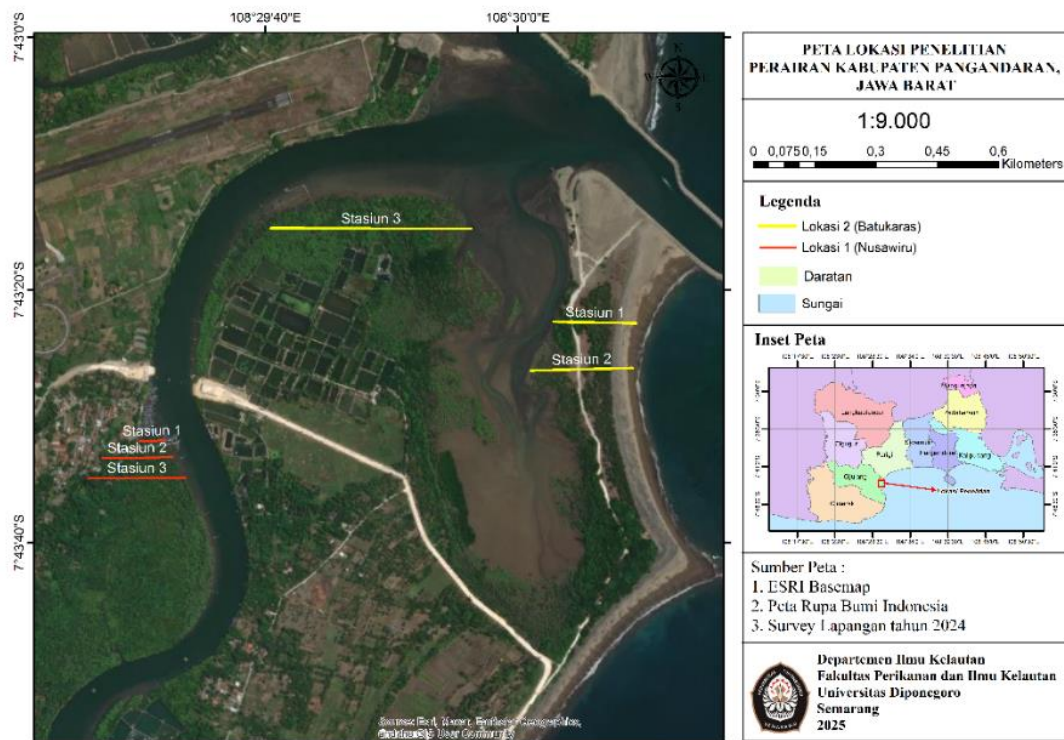 108°29'40"E
108°30'0"E
7°43'0"S
7°43'20"S
7°43'40"S
N
W
E
S
Stasiun 3
Stasiun 1
Stasiun 2
Stasiun 1
Stasiun 2
Stasiun 3
PETA LOKASI PENELITIAN
PERAIRAN KABUPATEN PANGANDARAN,
JAWA BARAT
1:9.000
0 0,075 0,15 0,3 0,45 0,6
Kilometers
Legenda
Lokasi 2 (Batukaras)
Lokasi 1 (Nusawiru)
Daratan
Sungai
Inset Peta
Lokasi Penelitian
Sumber Peta :
1. ESRI Basemap
2. Peta Rupa Bumi Indonesia
3. Survey Lapangan tahun 2024
Departemen Ilmu Kelautan
Fakultas Perikanan dan Ilmu Kelautan
Universitas Diponegoro
Semarang
2025